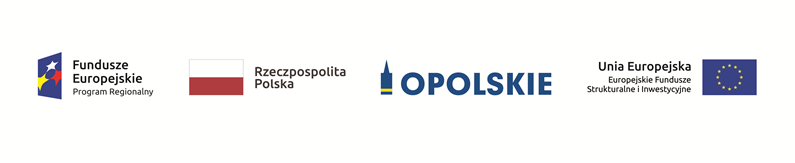 Fundusze
Europejskie
Program Regionalny
Rzeczpospolita
Polska
OPOLSKIE
Unia Europejska
Europejskie Fundusze
Strukturalne i Inwestycyjne